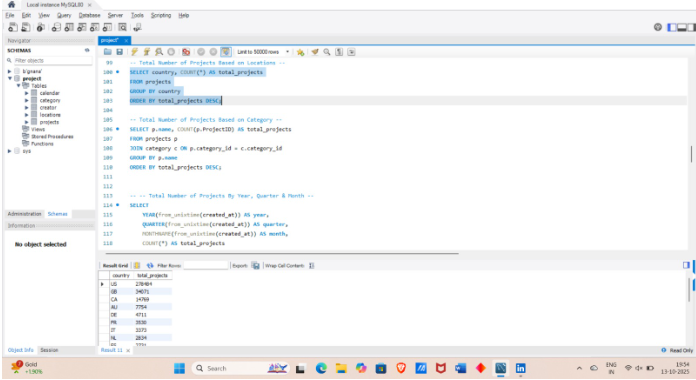 Local instance MySQL80
File Edit View Query Database Server Tools Scripting Help
Navigator
project*
SCHEMAS
Filter objects
Limit to 50000 rows
b'gnane'
project
Tables
calendar
category
creator
locations
projects
Views
Stored Procedures
Functions
sys
Administration Schemas
Information
No object selected
Object Info Session
99 -- Total Number of Projects Based on Locations --
100 SELECT country, COUNT(*) AS total_projects
101 FROM projects
102 GROUP BY country
103 ORDER BY total_projects DESC;
104
105 -- Total Number of Projects Based on Category --
106 SELECT p.name, COUNT(p.ProjectID) AS total_projects
107 FROM projects p
108 JOIN category c ON p.category_id = c.category_id
109 GROUP BY p.name
110 ORDER BY total_projects DESC;
111
112
113 -- -- Total Number of Projects By Year, Quarter & Month --
114 SELECT
115 YEAR(from_unixtime(created_at)) AS year,
116 QUARTER(from_unixtime(created_at)) AS quarter,
117 MONTHNAME(from_unixtime(created_at)) AS month,
118 COUNT(*) AS total_projects
Result Grid Filter Rows: Export: Wrap Cell Content:
country total_projects
US 278484
GB 34071
CA 14769
AU 7754
DE 4711
FR 3530
IT 3373
NL 2834
Result 11 Read Only
Gold
+1.90%
Search
ENG
IN
19:54
13-10-2025